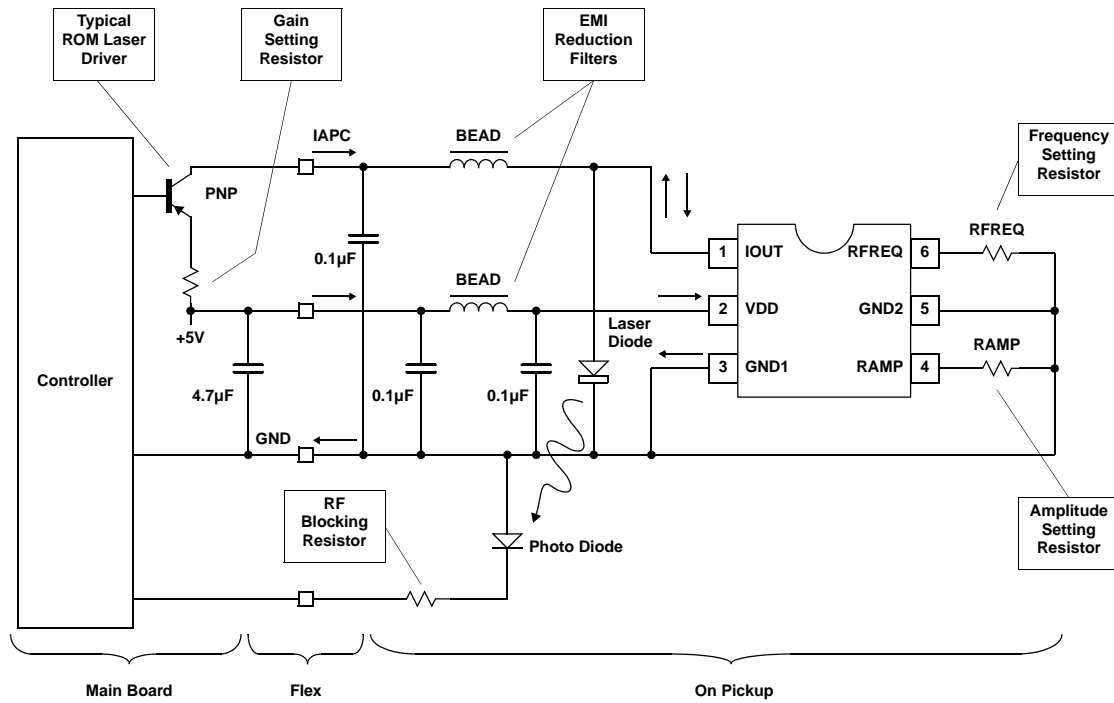 Typical
ROM Laser
Driver
Gain
Setting
Resistor
EMI
Reduction
Filters
IAPC
BEAD
Frequency
Setting
Resistor
PNP
RFREQ
1 IOUT RFREQ 6
0.1µF
BEAD
+5V
2 VDD GND2 5
Laser
Diode
RAMP
3 GND1 RAMP 4
Controller
4.7µF
0.1µF
0.1µF
GND
RF
Blocking
Resistor
Amplitude
Setting
Resistor
Photo Diode
Main Board
Flex
On Pickup